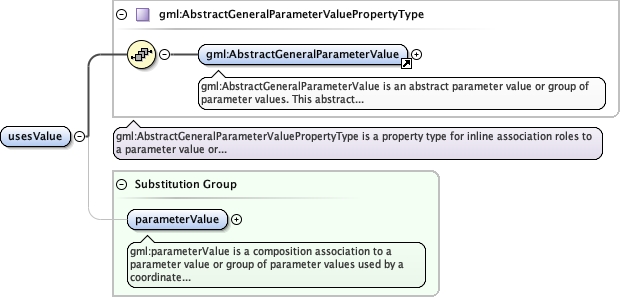 gml:AbstractGeneralParameterValuePropertyType
gml:AbstractGeneralParameterValue
gml:AbstractGeneralParameterValue is an abstract parameter value or group of
parameter values. This abstract...
usesValue
gml:AbstractGeneralParameterValuePropertyType is a property type for inline association roles to
a parameter value or...
Substitution Group
parameterValue
gml:parameterValue is a composition association to a
parameter value or group of parameter values used by a
coordinate...